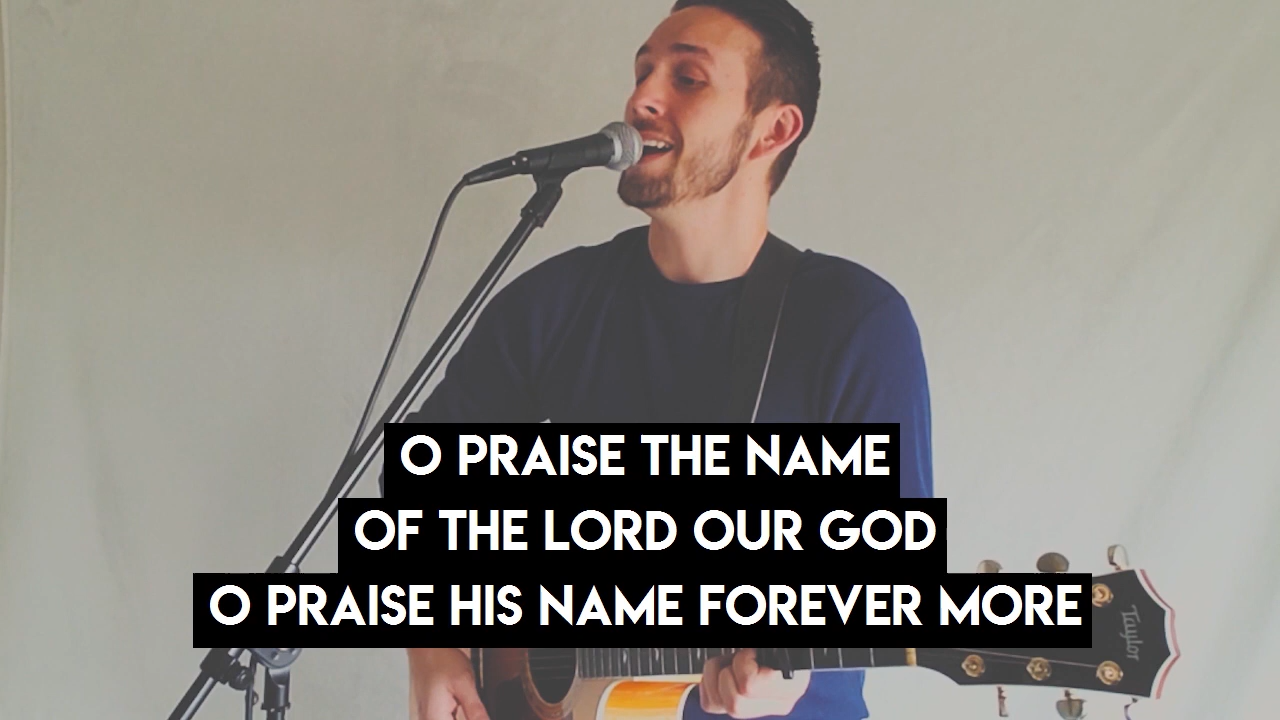 O PRAISE THE NAME
OF THE LORD OUR GOD
O PRAISE HIS NAME FOREVER MORE
Taylor